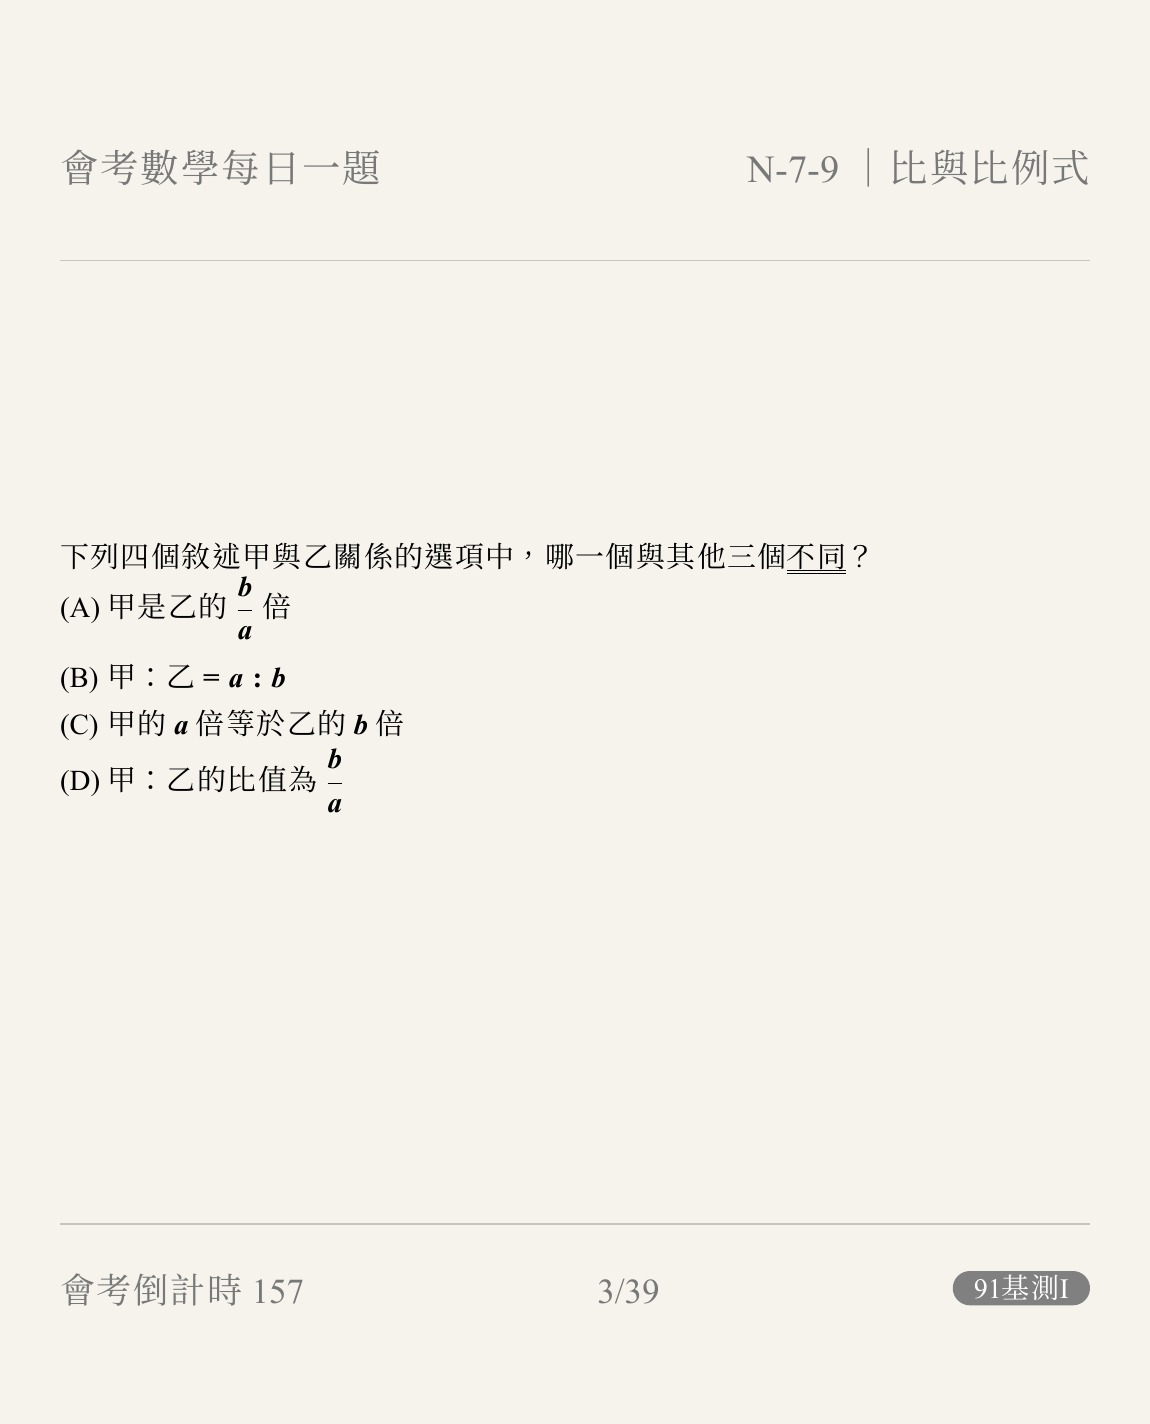 會考數學每日一題
N-7-9 ｜比與比例式
下列四個敘述甲與乙關係的選項中，哪一個與其他三個不同？
(A) 甲是乙的 b/a 倍
(B) 甲：乙 = a : b
(C) 甲的 a 倍等於乙的 b 倍
(D) 甲：乙的比值為 b/a
會考倒計時 157
3/39
91基測I